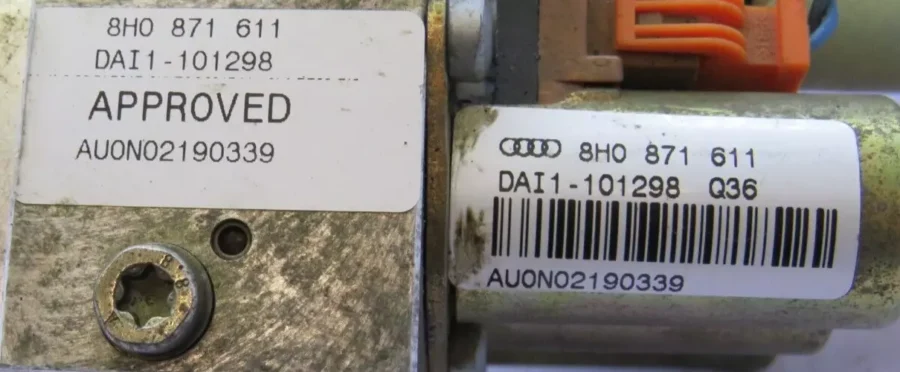 8H0 871 611
DAI1-101298
APPROVED
AU0N02190339
8H0 871 611
DAI1-101298 Q36
AU0N02190339